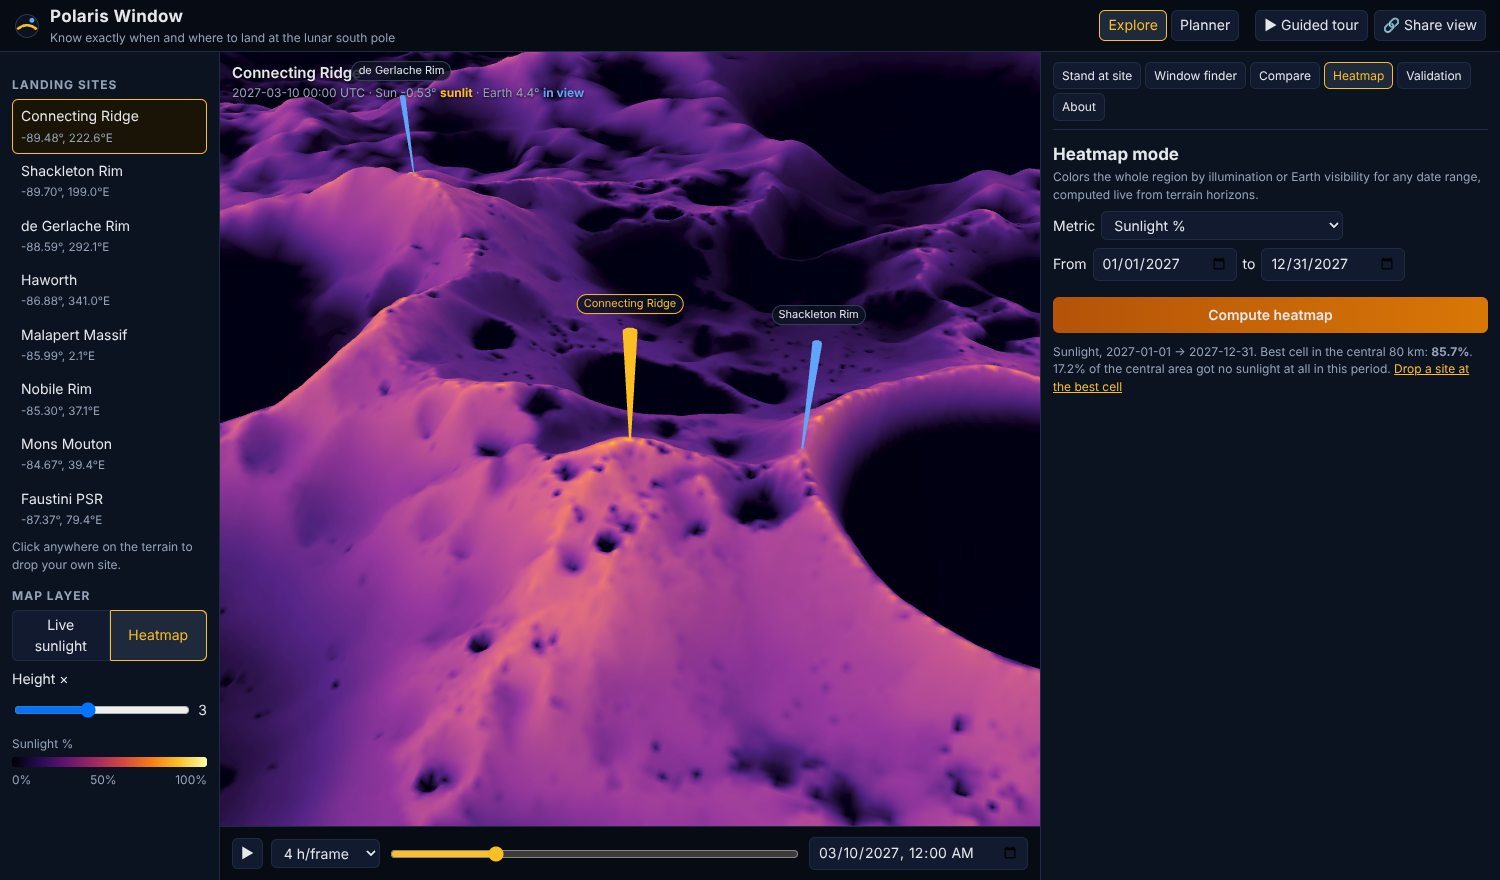 Polaris Window
Know exactly when and where to land at the lunar south pole
Explore
Planner
▶ Guided tour
🔗 Share view
LANDING SITES
Connecting Ridge
-89.48°, 222.6°E
Shackleton Rim
-89.70°, 199.0°E
de Gerlache Rim
-88.59°, 292.1°E
Haworth
-86.88°, 341.0°E
Malapert Massif
-85.99°, 2.1°E
Nobile Rim
-85.30°, 37.1°E
Mons Mouton
-84.67°, 39.4°E
Faustini PSR
-87.37°, 79.4°E
Click anywhere on the terrain to
drop your own site.
MAP LAYER
Live
sunlight
Heatmap
Height ×
3
Sunlight %
0% 50% 100%
Connecting Ridg
de Gerlache Rim
2027-03-10 00:00 UTC · Sun -0.53° sunlit · Earth 4.4° in view
Connecting Ridge
Shackleton Rim
4 h/frame
03/10/2027, 12:00 AM
Stand at site
Window finder
Compare
Heatmap
Validation
About
Heatmap mode
Colors the whole region by illumination or Earth visibility for any date range,
computed live from terrain horizons.
Metric Sunlight %
From 01/01/2027 to 12/31/2027
Compute heatmap
Sunlight, 2027-01-01 → 2027-12-31. Best cell in the central 80 km: 85.7%.
17.2% of the central area got no sunlight at all in this period. Drop a site at
the best cell